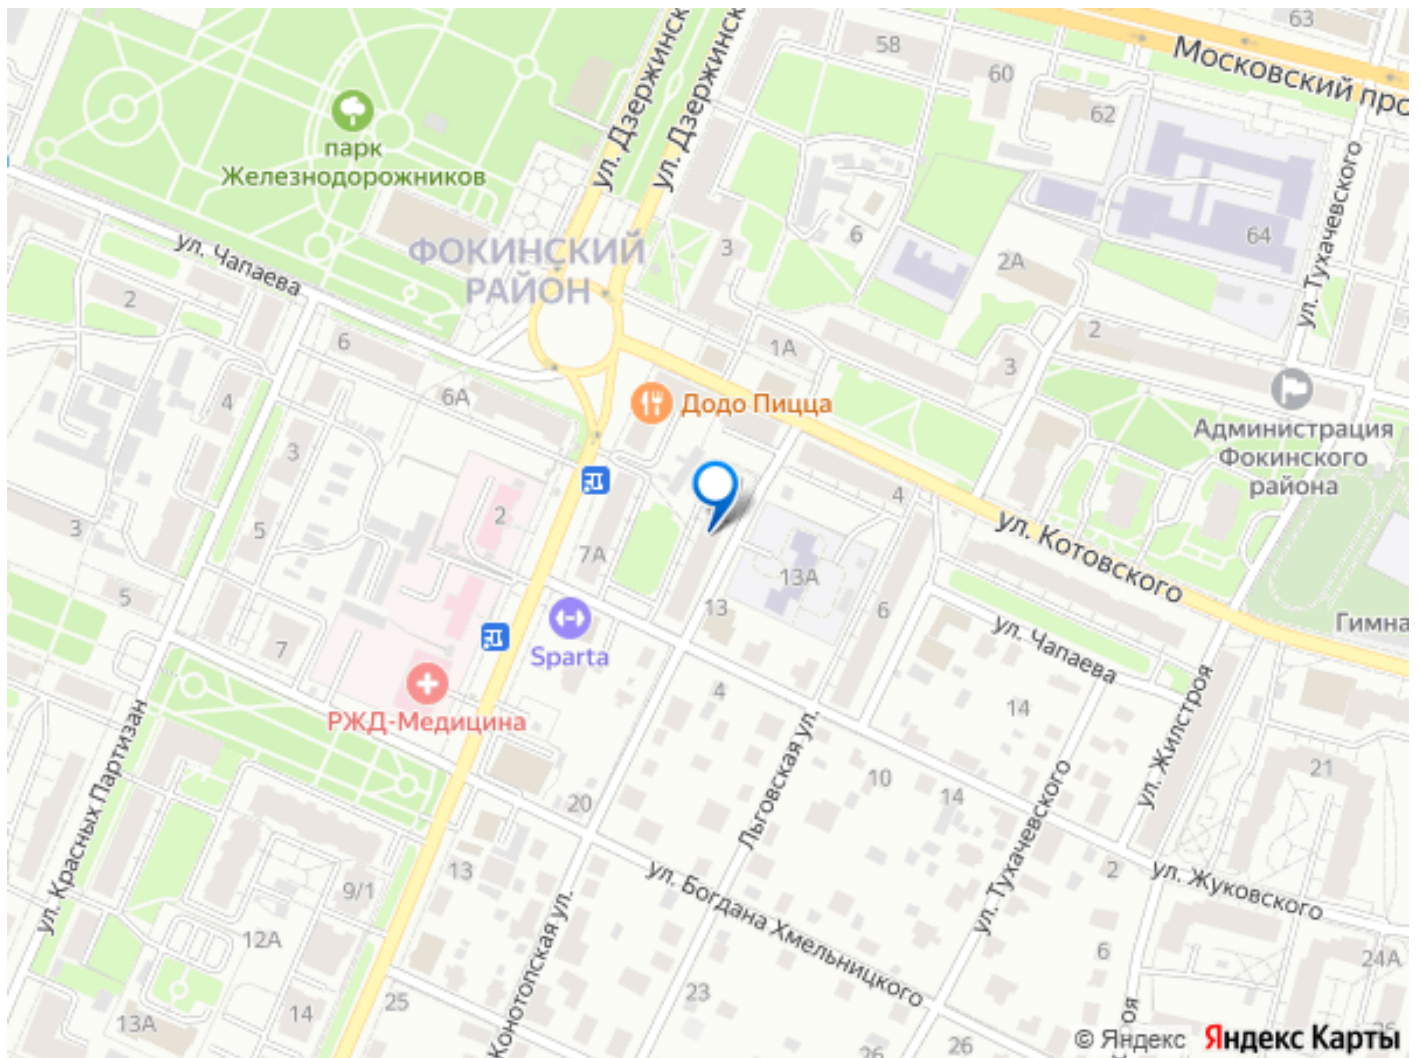 63
58
60
62
Московский про
ул. Дзержинск
ул. Дзержинск
парк
Железнодорожников
ул. Тухачевского
64
6
3
2А
ФОКИНСКИЙ
РАЙОН
ул. Чапаева
2
6
1А
2
3
6А
4
Додо Пицца
Администрация
Фокинского
района
3
4
2
5
3
7А
ул. Котовского
13А
5
13
6
Гимна
7
Sparta
ул. Чапаева
4
14
РЖД-Медицина
ул. Красных Партизан
Льговская ул.
ул. Жилстроя
10
14
21
20
ул. Тухачевского
13
9/1
ул. Богдана Хмельницкого
2
ул. Жуковского
12А
6
24А
Конотопская ул.
23
25
14
13А
26
26
оя
© Яндекс Яндекс Карты